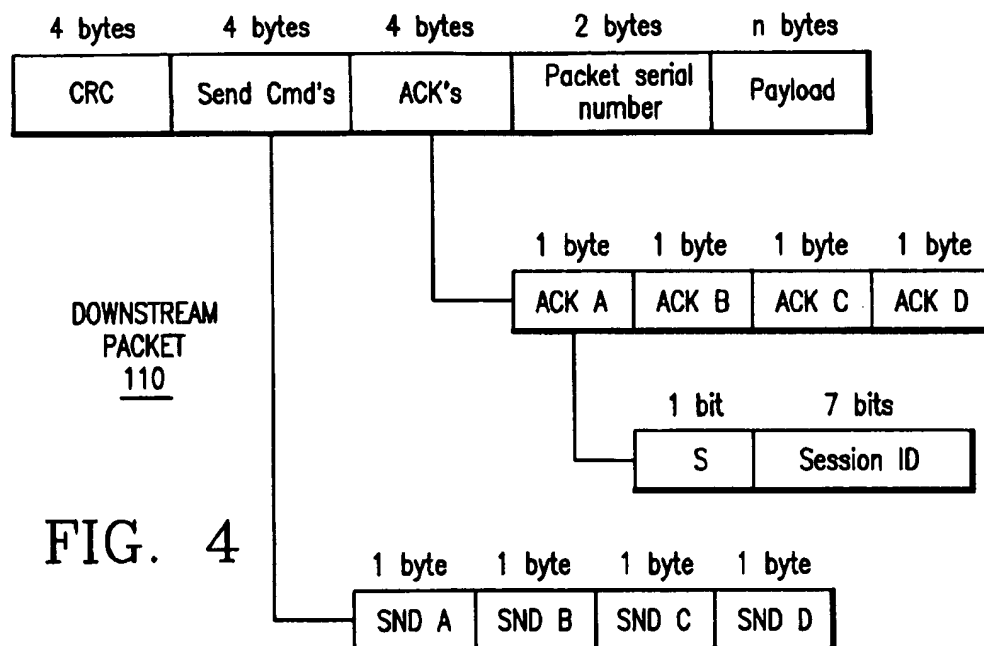 4 bytes 4 bytes 4 bytes 2 bytes n bytes
CRC Send Cmd's ACK's Packet serial number Payload
1 byte 1 byte 1 byte 1 byte
ACK A ACK B ACK C ACK D
DOWNSTREAM
PACKET
110
1 bit 7 bits
S Session ID
FIG. 4
1 byte 1 byte 1 byte 1 byte
SND A SND B SND C SND D